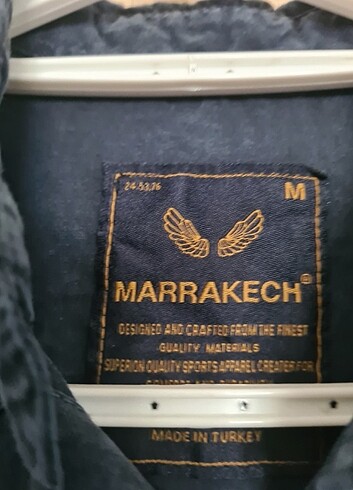 24.53.76
M
MARRAKECH®
DESIGNED AND CRAFTED FROM THE FINEST
QUALITY MATERIALS
SUPERIOR QUALITY SPORTS APPAREL CREATER FOR
MADE IN TURKEY